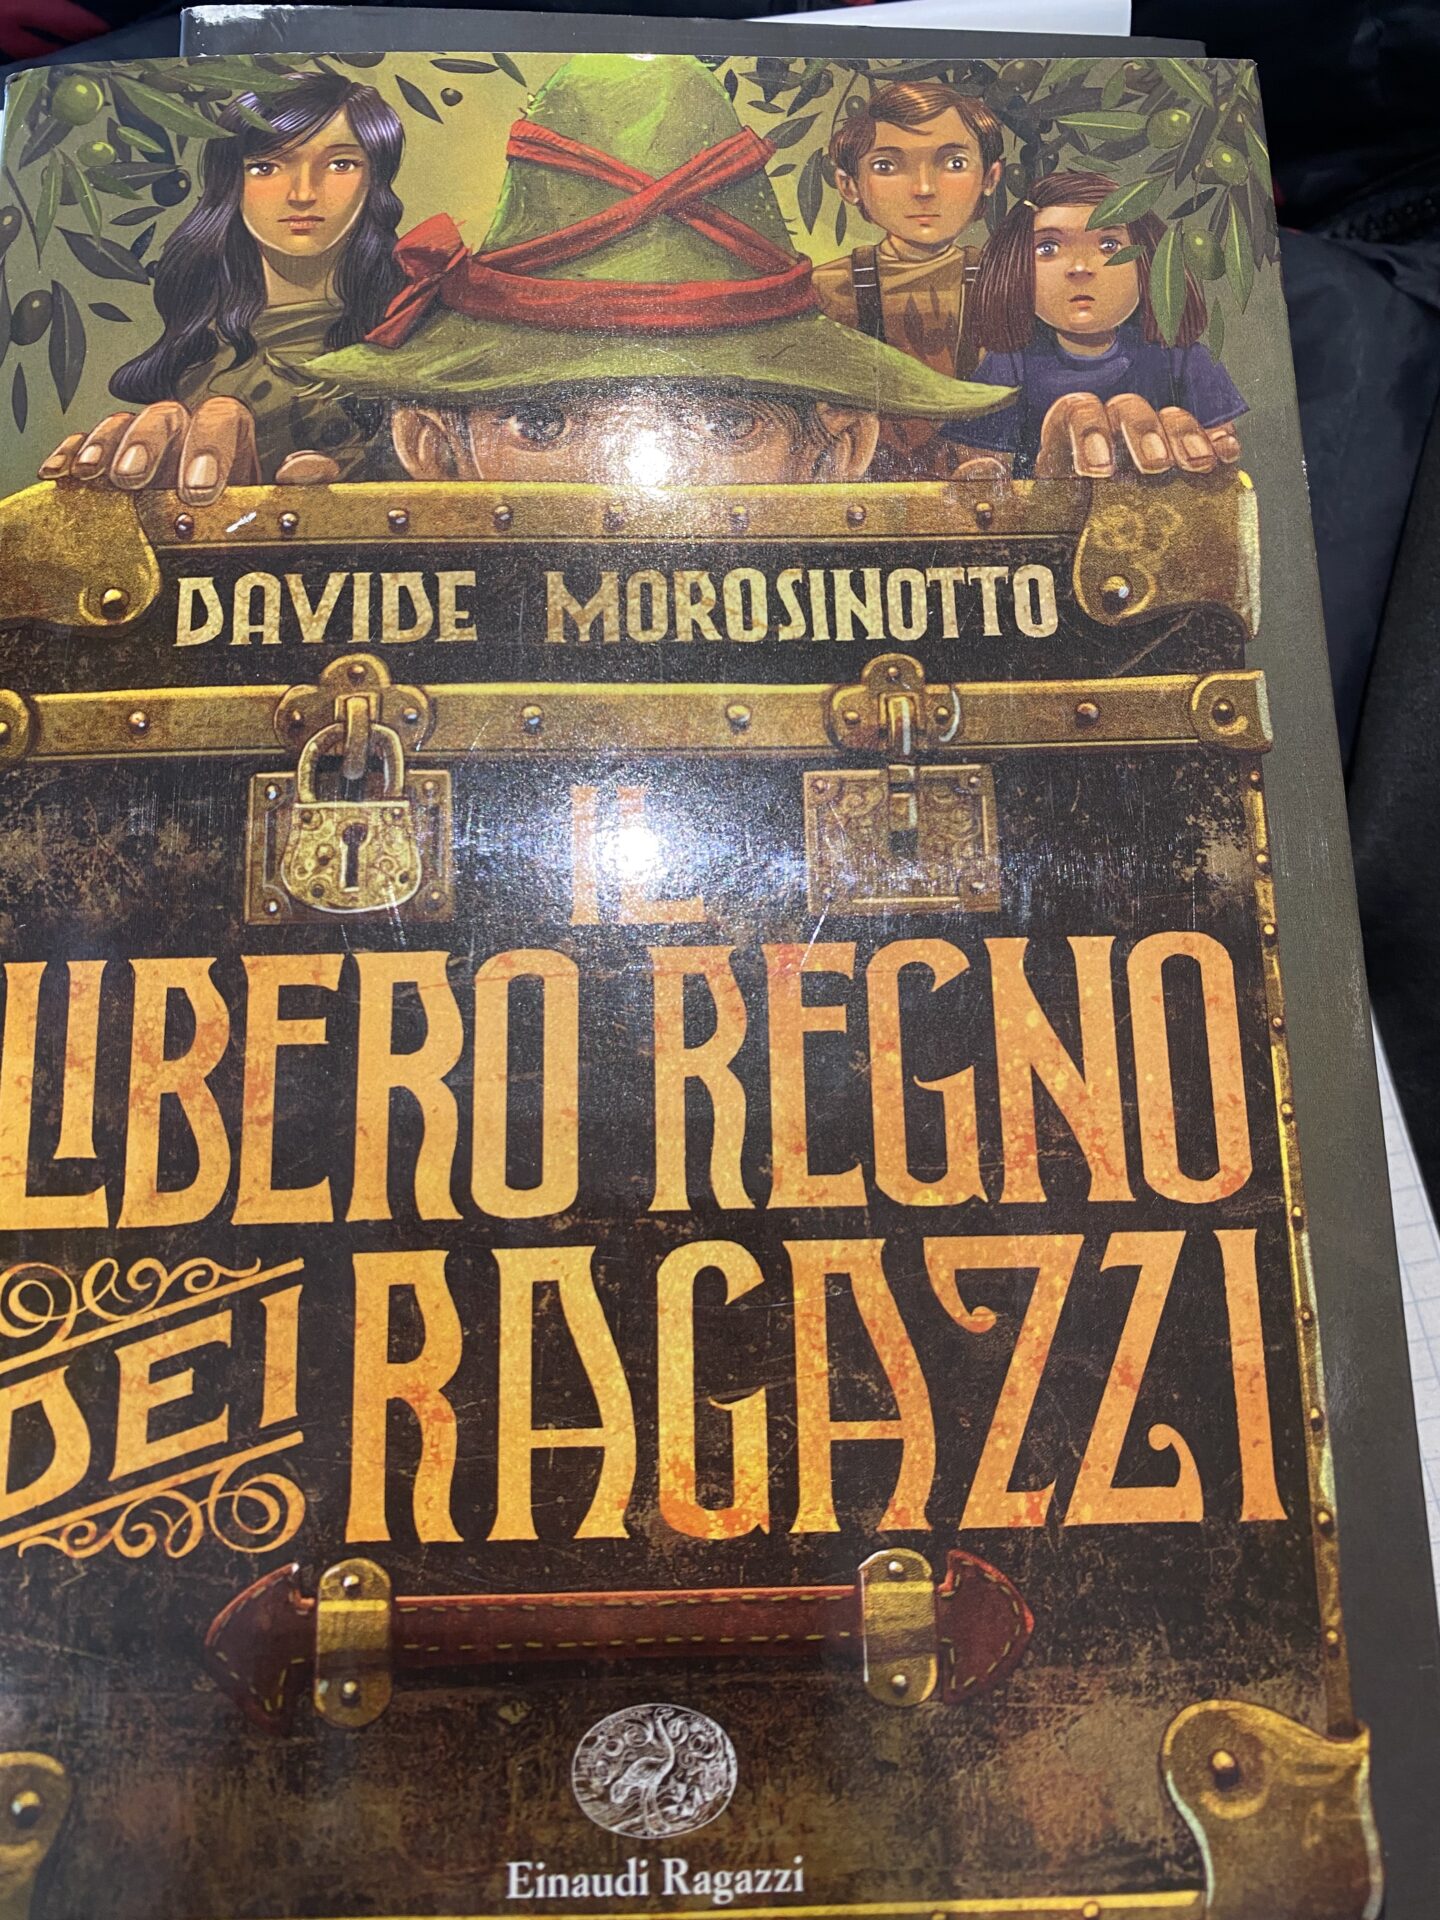 DAVIDE MOROSINOTTO
IL
LIBERO REGNO
DEI RAGAZZI
Einaudi Ragazzi